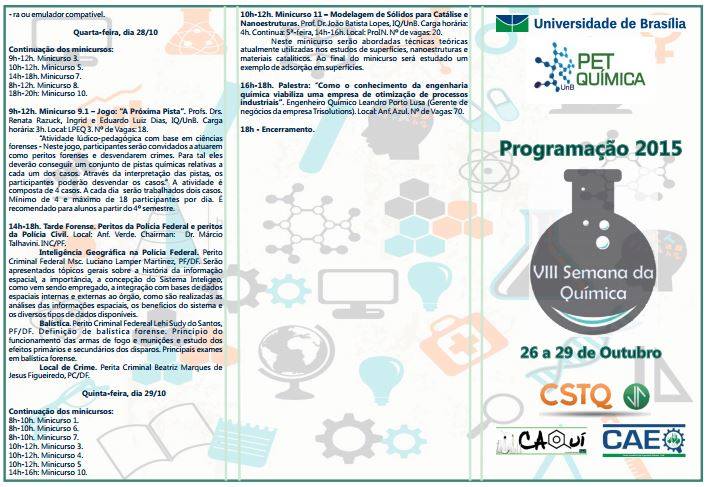 - ra ou emulador compativel.
Quarta-feira, dia 28/10
Continuação dos minicursos:
9h-12h. Minicurso 3.
10h-12h. Minicurso 5.
14h-18h. Minicurso 7.
8h-12h. Minicurso 8.
18h-20h: Minicurso 10.
9h-12h. Minicurso 9.1 – Jogo: "A Próxima Pista". Profs. Drs.
Renata Razuck, Ingrid e Eduardo Luiz Dias, IQ/UnB. Carga
horária: 3h. Local: LPEQ 3. Nº de Vagas: 18.
"Atividade lúdico-pedagógica com base em ciências
forenses - Neste jogo, participantes serão convidados a atuarem
como peritos forenses e desvendarem crimes. Para tal eles
deverão conseguir um conjunto de pistas químicas relativas a
cada um dos casos. Através da interpretação das pistas, os
participantes poderão desvendar os casos." A atividade é
composta de 4 casos. A cada dia serão trabalhados dois casos.
Mínimo de 4 e máximo de 18 participantes por dia. É
recomendado para alunos a partir do 4º semestre.
14h-18h. Tarde Forense. Peritos da Polícia Federal e peritos
da Polícia Civil. Local: Anf. Verde. Chairman: Dr. Márcio
Talhavini. INC/PF.
Inteligência Geográfica na Polícia Federal. Perito
Criminal Federal Msc. Luciano Lamper Martinez, PF/DF. Serão
apresentados tópicos gerais sobre a história da informação
espacial, a importância, a concepção do Sistema Inteligeo,
como vem sendo empregada, a integração com bases de dados
espaciais internas e externas ao órgão, como são realizadas as
análises das informações espaciais, os benefícios do sistema e
os diversos tipos de dados disponíveis.
Balística. Perito Criminal Fedederal Lehi Sudy do Santos,
PF/DF. Definição de balística forense. Princípio do
funcionamento das armas de fogo e munições e estudo dos
efeitos primários e secundários dos disparos. Principais exames
em balística forense.
Local de Crime. Perita Criminal Beatriz Marques de
Jesus Figueiredo, PC/DF.
Quinta-feira, dia 29/10
Continuação dos minicursos:
8h-10h. Minicurso 1.
8h-10h. Minicurso 6.
8h-10h. Minicurso 7.
10h-12h. Minicurso 3.
10h-12h. Minicurso 4.
10h-12h. Minicurso 5
14h-16h: Minicurso 10.
10h-12h. Minicurso 11 – Modelagem de Sólidos para Catálise e
Nanoestruturas. Prof. Dr. João Batista Lopes, IQ/UnB. Carga horária:
4h. Continua: 5ª-feira, 14h-16h. Local: ProIN. Nº de vagas: 20.
Neste minicurso serão abordadas técnicas teóricas
atualmente utilizadas nos estudos de superfícies, nanoestruturas e
materiais catalíticos. Ao final do minicurso será estudado um
exemplo de adsorção em superfícies.
16h-18h. Palestra: "Como o conhecimento da engenharia
química viabiliza uma empresa de otimização de processos
industriais". Engenheiro Químico Leandro Porto Lusa (Gerente de
negócios da empresa Trisolutions). Local: Anf. Azul. Nº de Vagas: 70.
18h - Encerramento.
Universidade de Brasília
PET
QUÍMICA
UnB
Programação 2015
VIII Semana da
Química
26 a 29 de Outubro
CSTQ
CAQUÍ
CAEQ